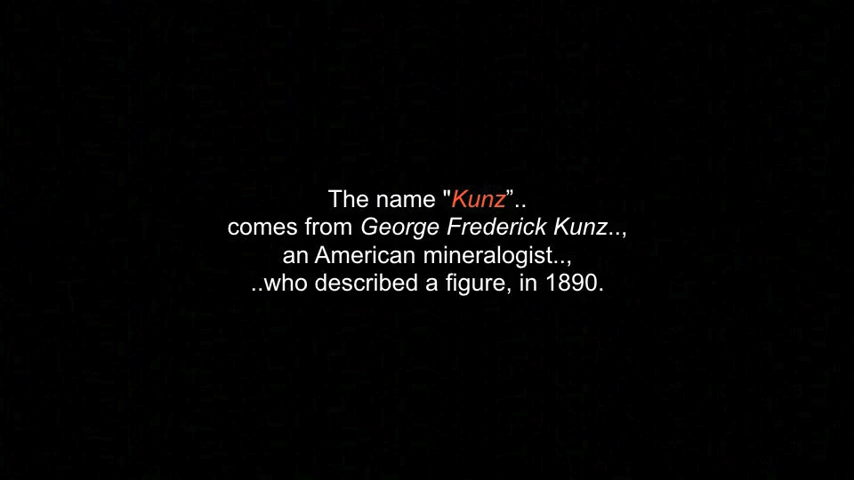 The name "Kunz”..
comes from George Frederick Kunz..,
an American mineralogist..,
..who described a figure, in 1890.